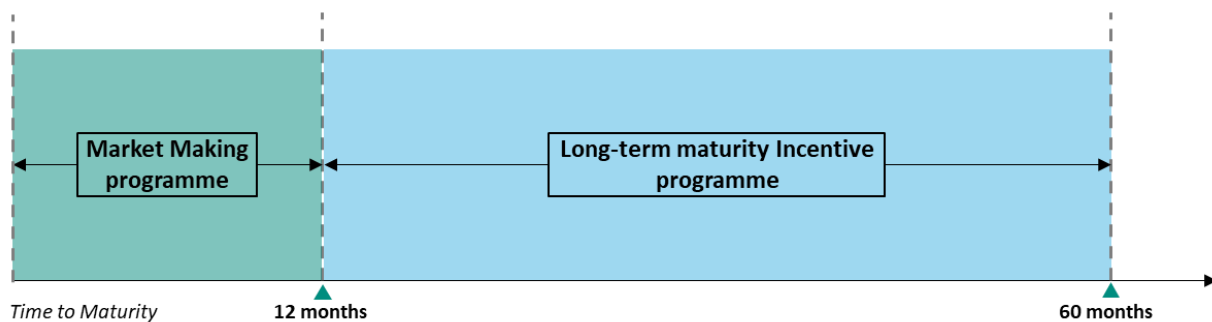 Market Making
programme
Long-term maturity Incentive
programme
Time to Maturity
12 months
60 months